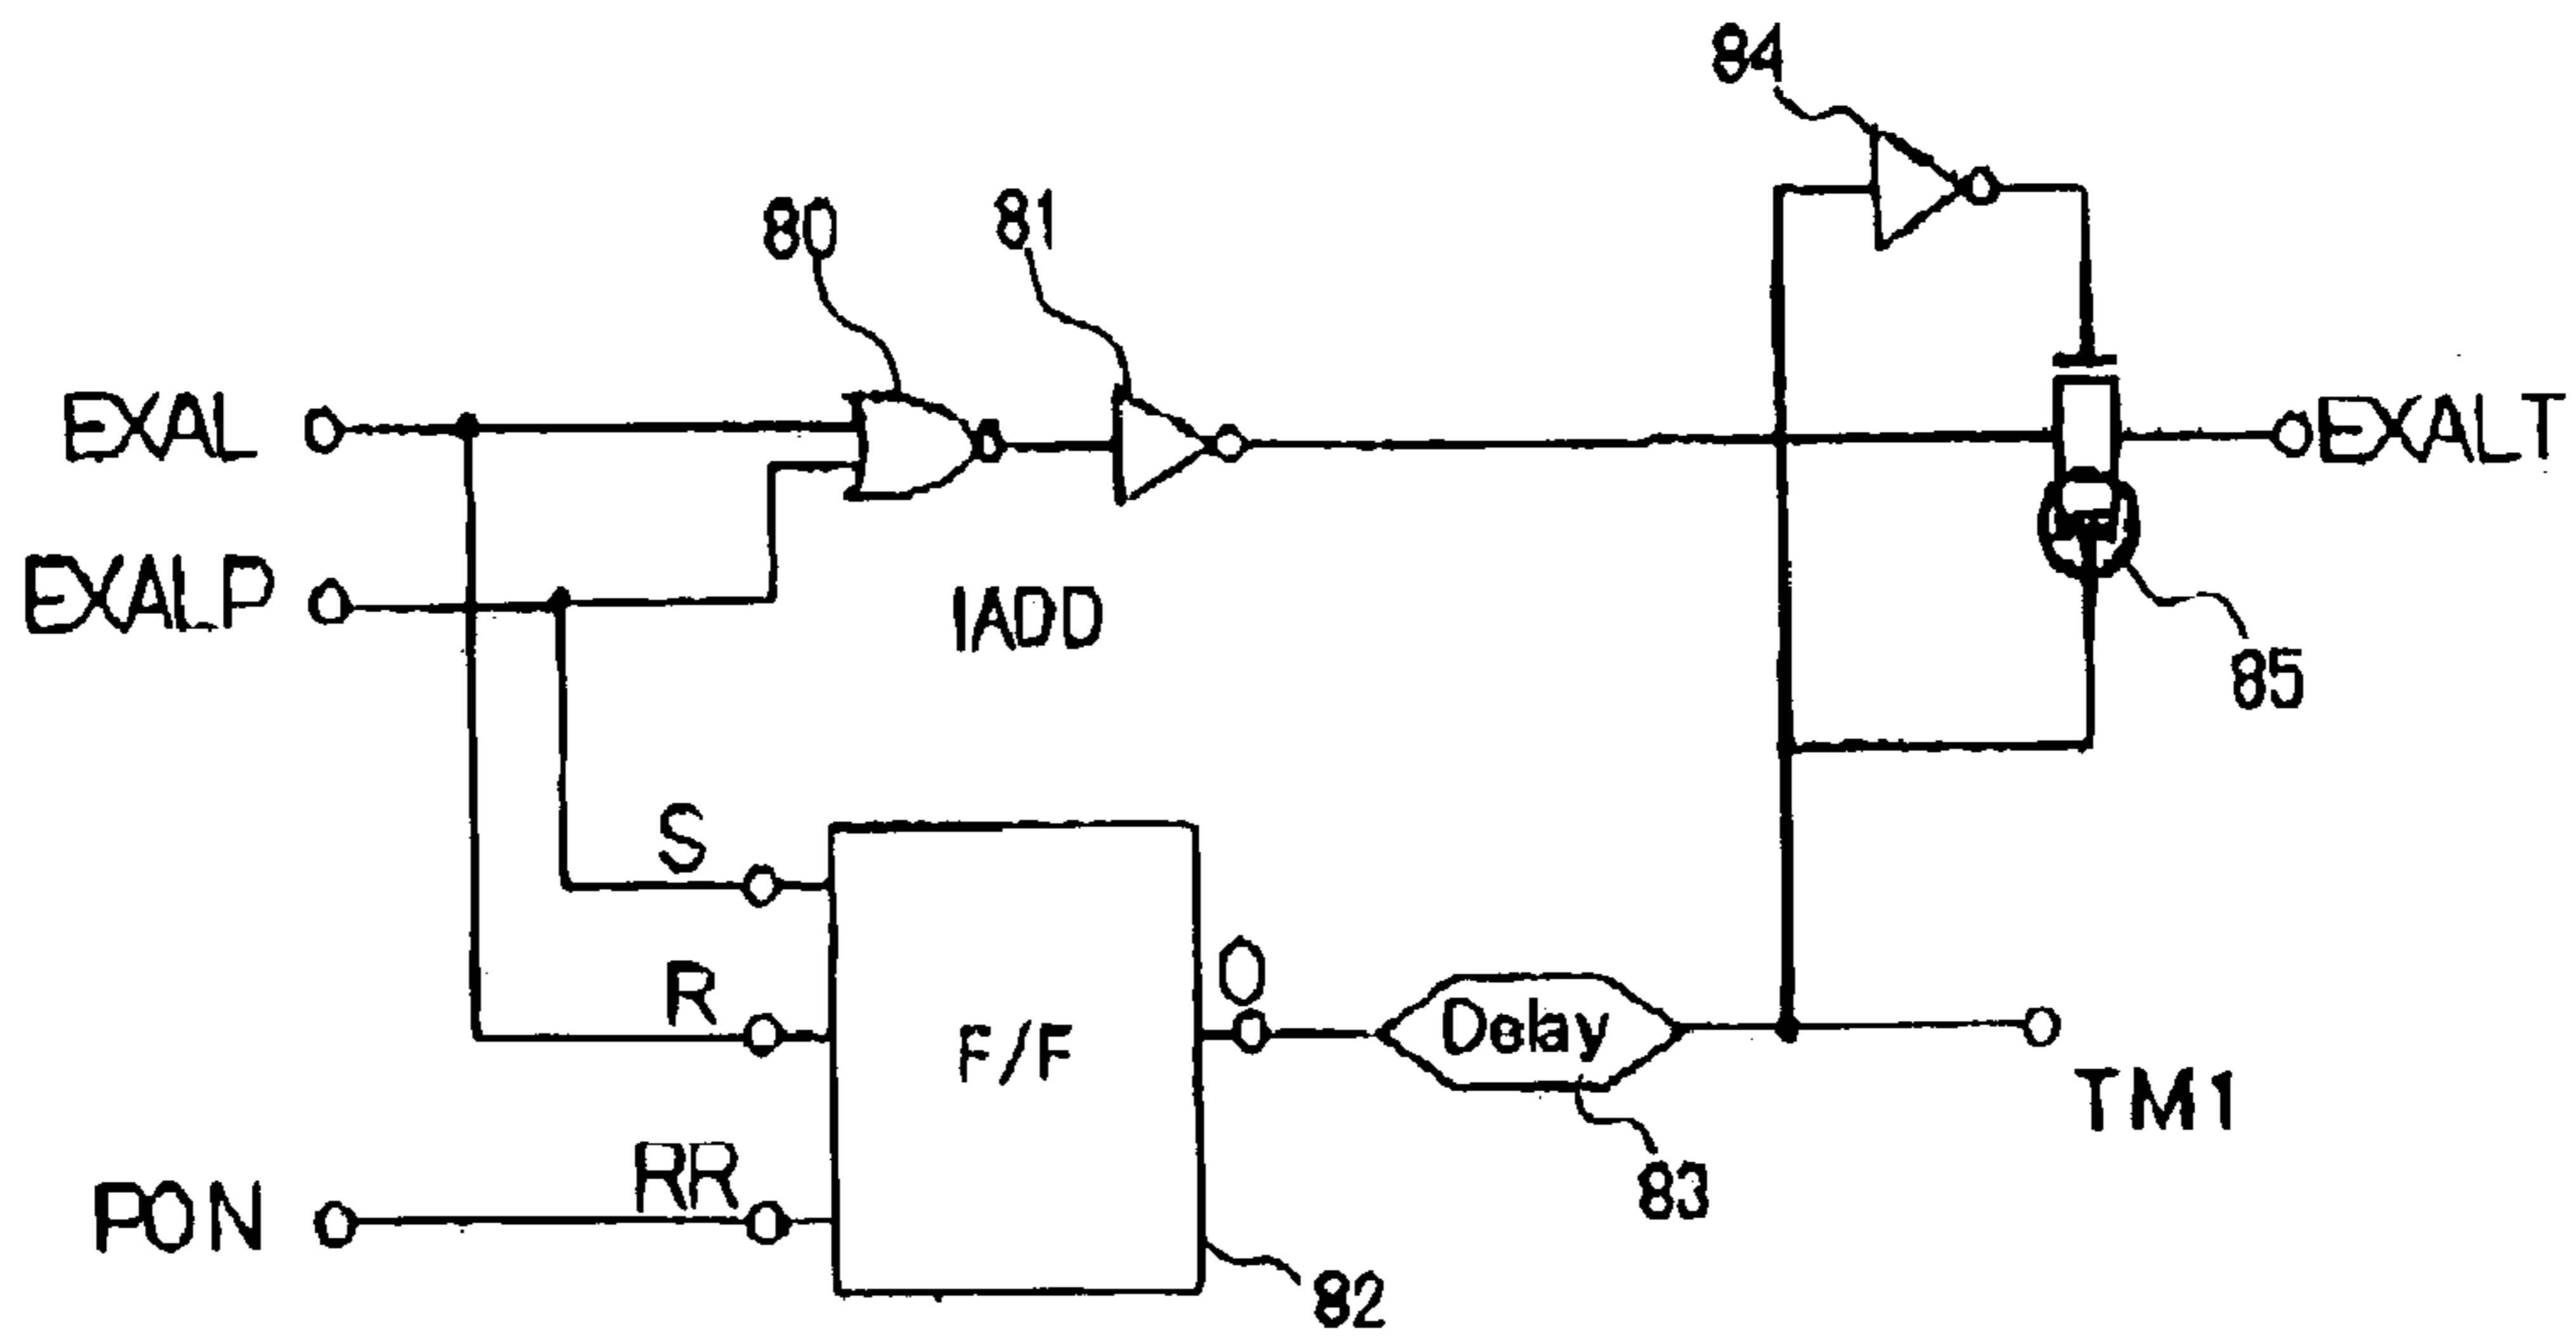 84
80
81
EXAL
EXALT
EXALP
IADD
85
S
R
F/F
O
Delay
TM1
RR
83
PON
82